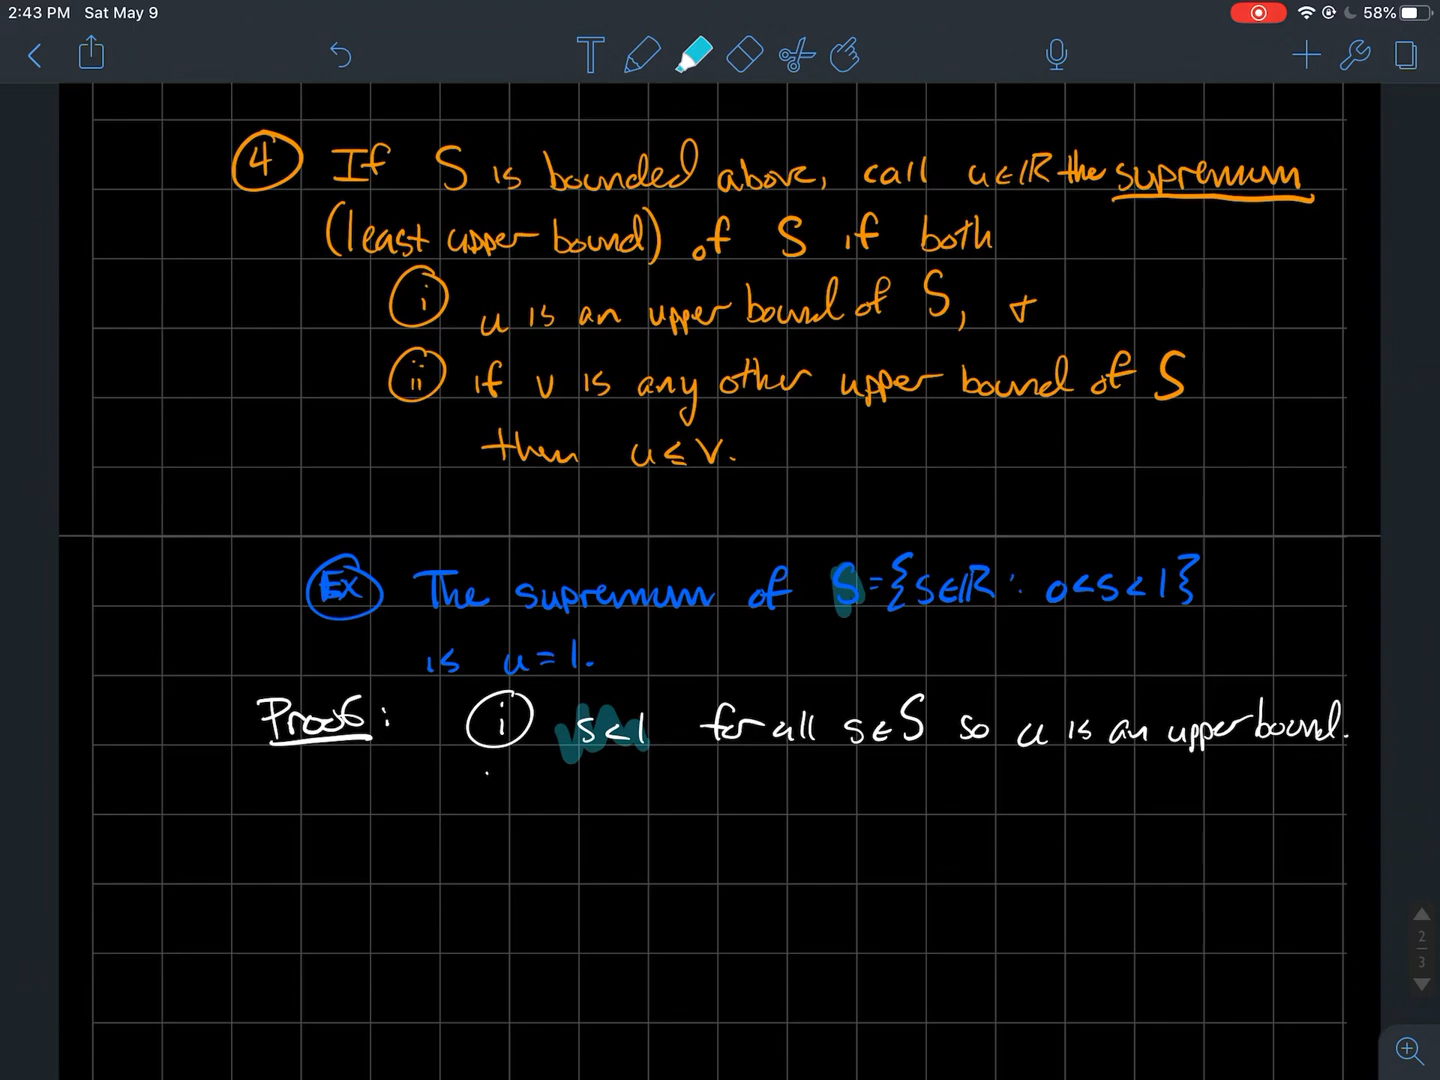 2:43 PM Sat May 9 58%
T
④ If S is bounded above, call u∈ℝ the supremum
(least upper bound) of S if both
ⓘ u is an upper bound of S, +
ⓘⓘ if v is any other upper bound of S
then u≤v.
Ex The supremum of S={s∈ℝ: 0<s<1}
is u=1.
Proof: ⓘ s<1 for all s∈S so u is an upper bound.
2
3